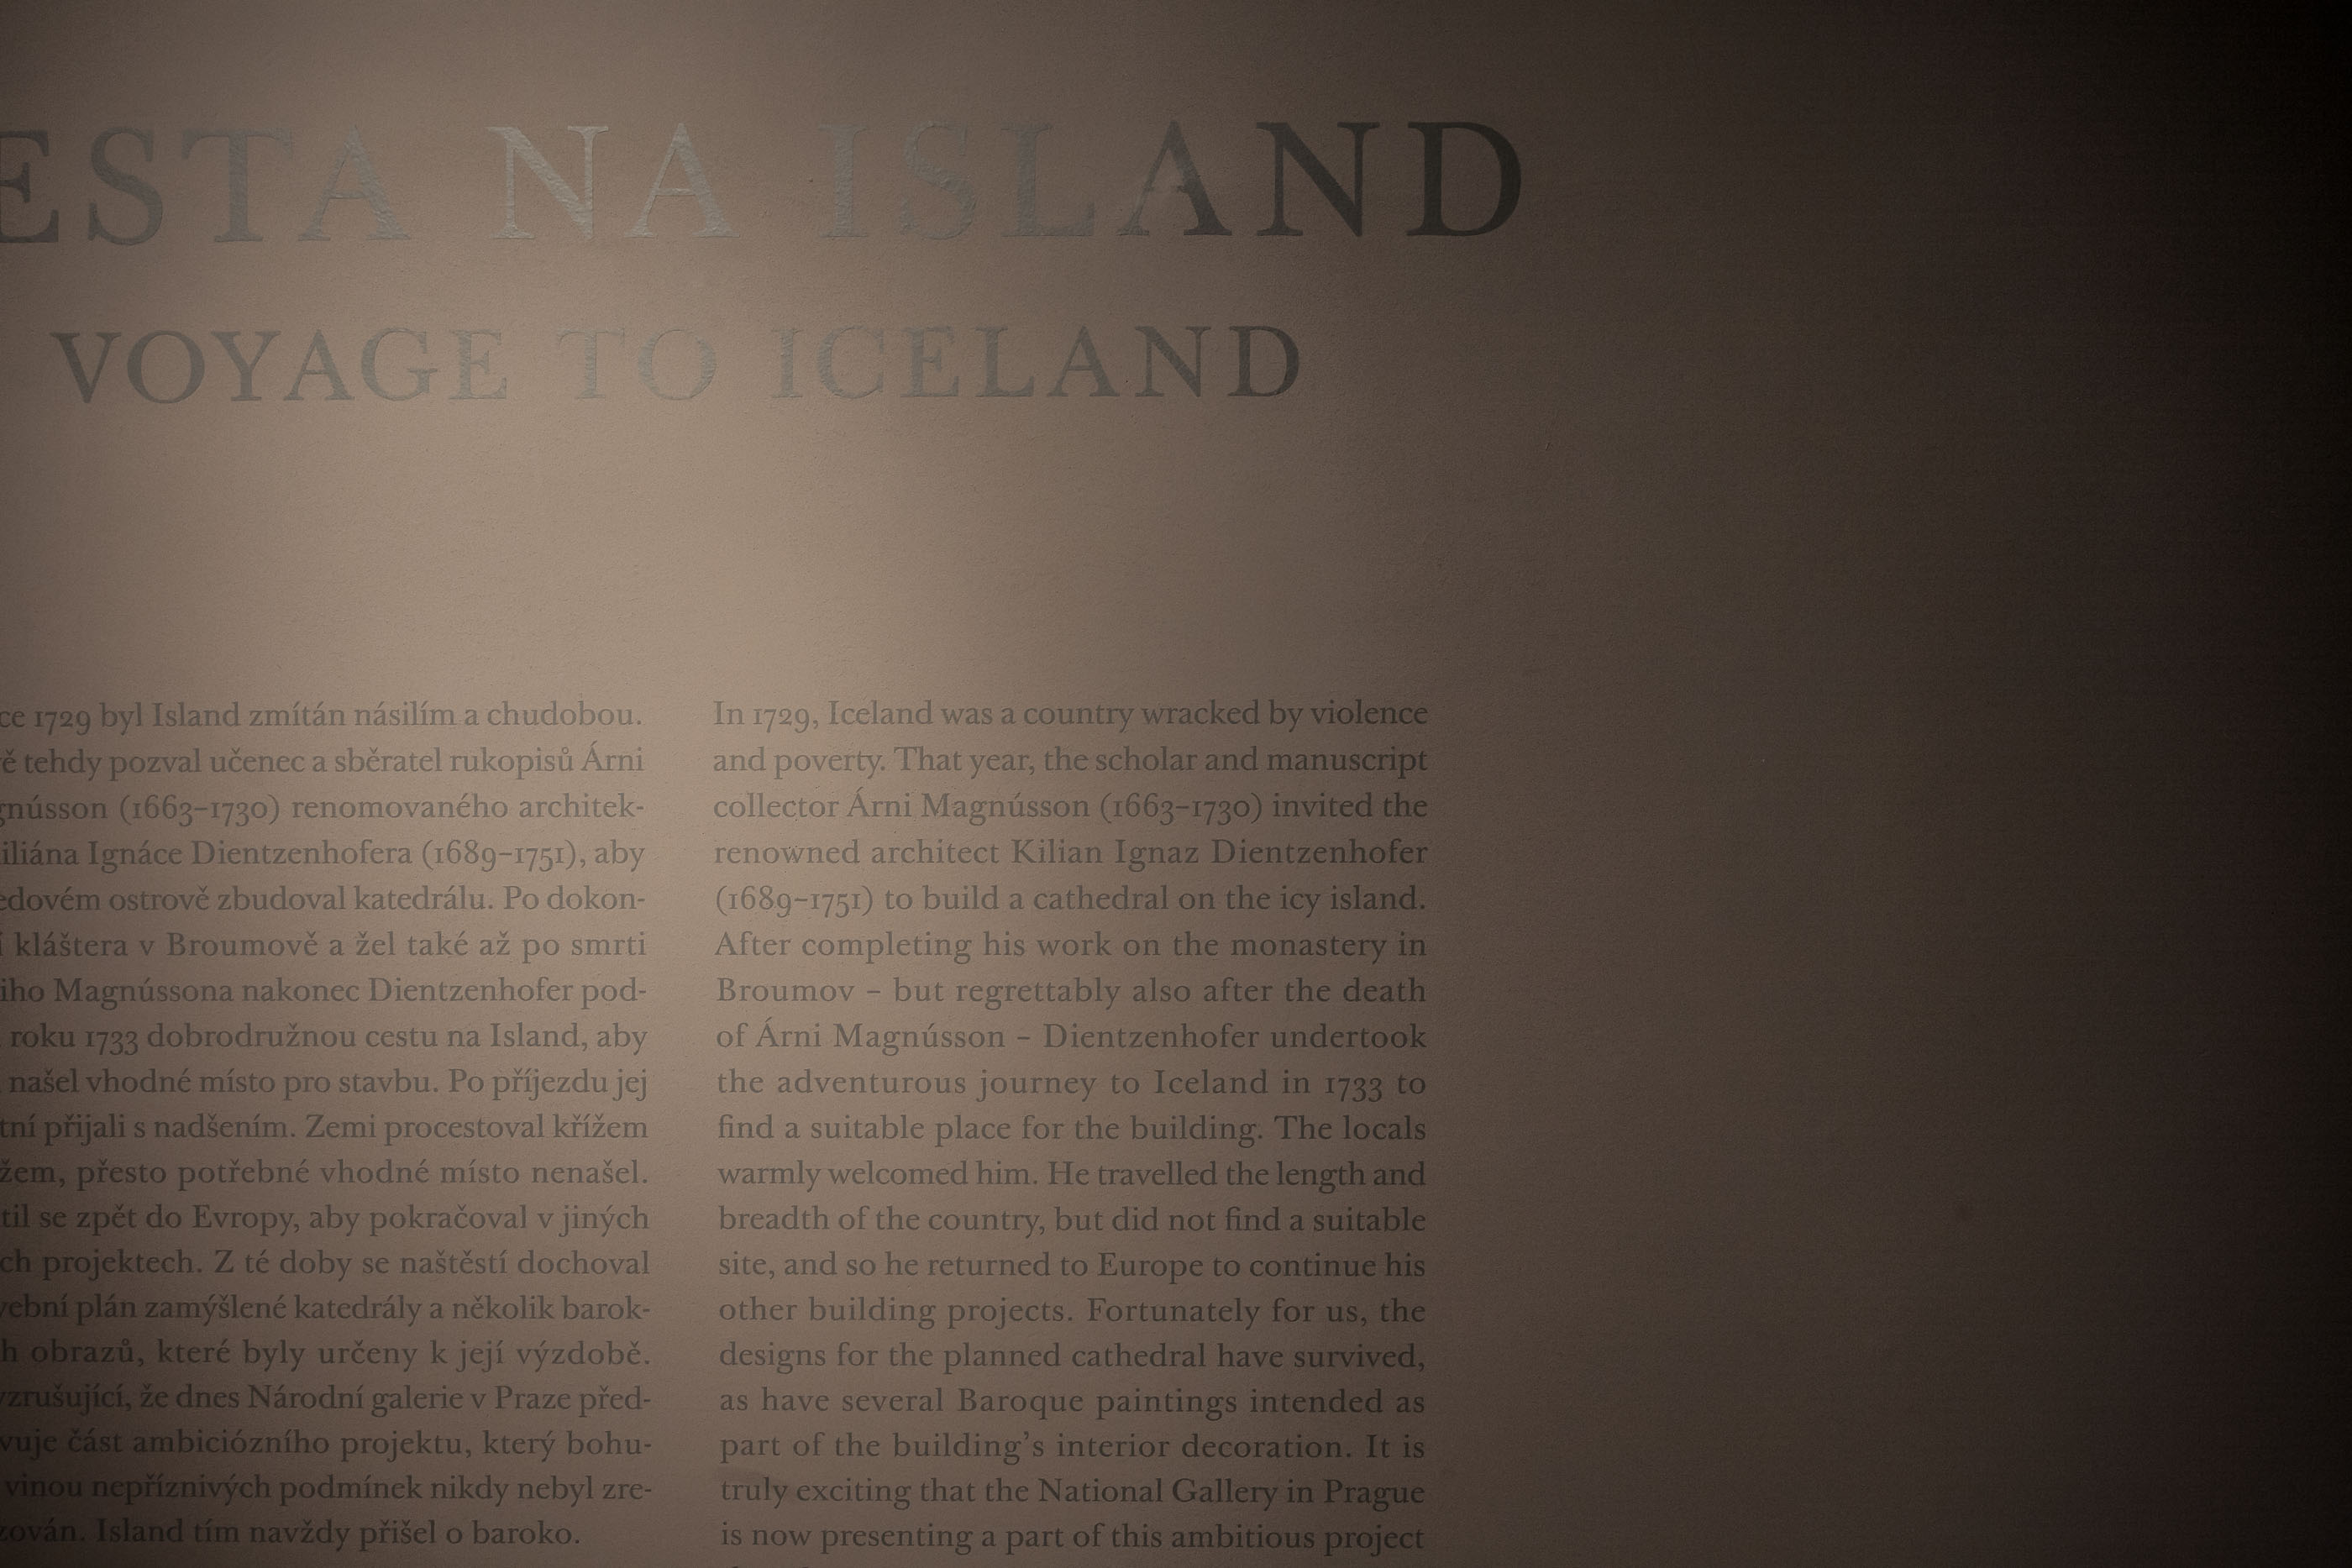 ESTA NA ISLAND
VOYAGE TO ICELAND
ce 1729 byl Island zmítán násilím a chudobou.
ě tehdy pozval učenec a sběratel rukopisů Árni
gnússon (1663–1730) renomovaného architek-
iliána Ignáce Dientzenhofera (1689–1751), aby
edovém ostrově zbudoval katedrálu. Po dokon-
í kláštera v Broumově a žel také až po smrti
iho Magnússona nakonec Dientzenhofer pod-
roku 1733 dobrodružnou cestu na Island, aby
našel vhodné místo pro stavbu. Po příjezdu jej
tní přijali s nadšením. Zemi procestoval křížem
žem, přesto potřebné vhodné místo nenašel.
til se zpět do Evropy, aby pokračoval v jiných
ch projektech. Z té doby se naštěstí dochoval
vební plán zamýšlené katedrály a několik barok-
h obrazů, které byly určeny k její výzdobě.
vzrušující, že dnes Národní galerie v Praze před-
vuje část ambiciózního projektu, který bohu-
vinou nepříznivých podmínek nikdy nebyl zre-
zován. Island tím navždy přišel o baroko.
In 1729, Iceland was a country wracked by violence
and poverty. That year, the scholar and manuscript
collector Árni Magnússon (1663–1730) invited the
renowned architect Kilian Ignaz Dientzenhofer
(1689–1751) to build a cathedral on the icy island.
After completing his work on the monastery in
Broumov – but regrettably also after the death
of Árni Magnússon – Dientzenhofer undertook
the adventurous journey to Iceland in 1733 to
find a suitable place for the building. The locals
warmly welcomed him. He travelled the length and
breadth of the country, but did not find a suitable
site, and so he returned to Europe to continue his
other building projects. Fortunately for us, the
designs for the planned cathedral have survived,
as have several Baroque paintings intended as
part of the building’s interior decoration. It is
truly exciting that the National Gallery in Prague
is now presenting a part of this ambitious project